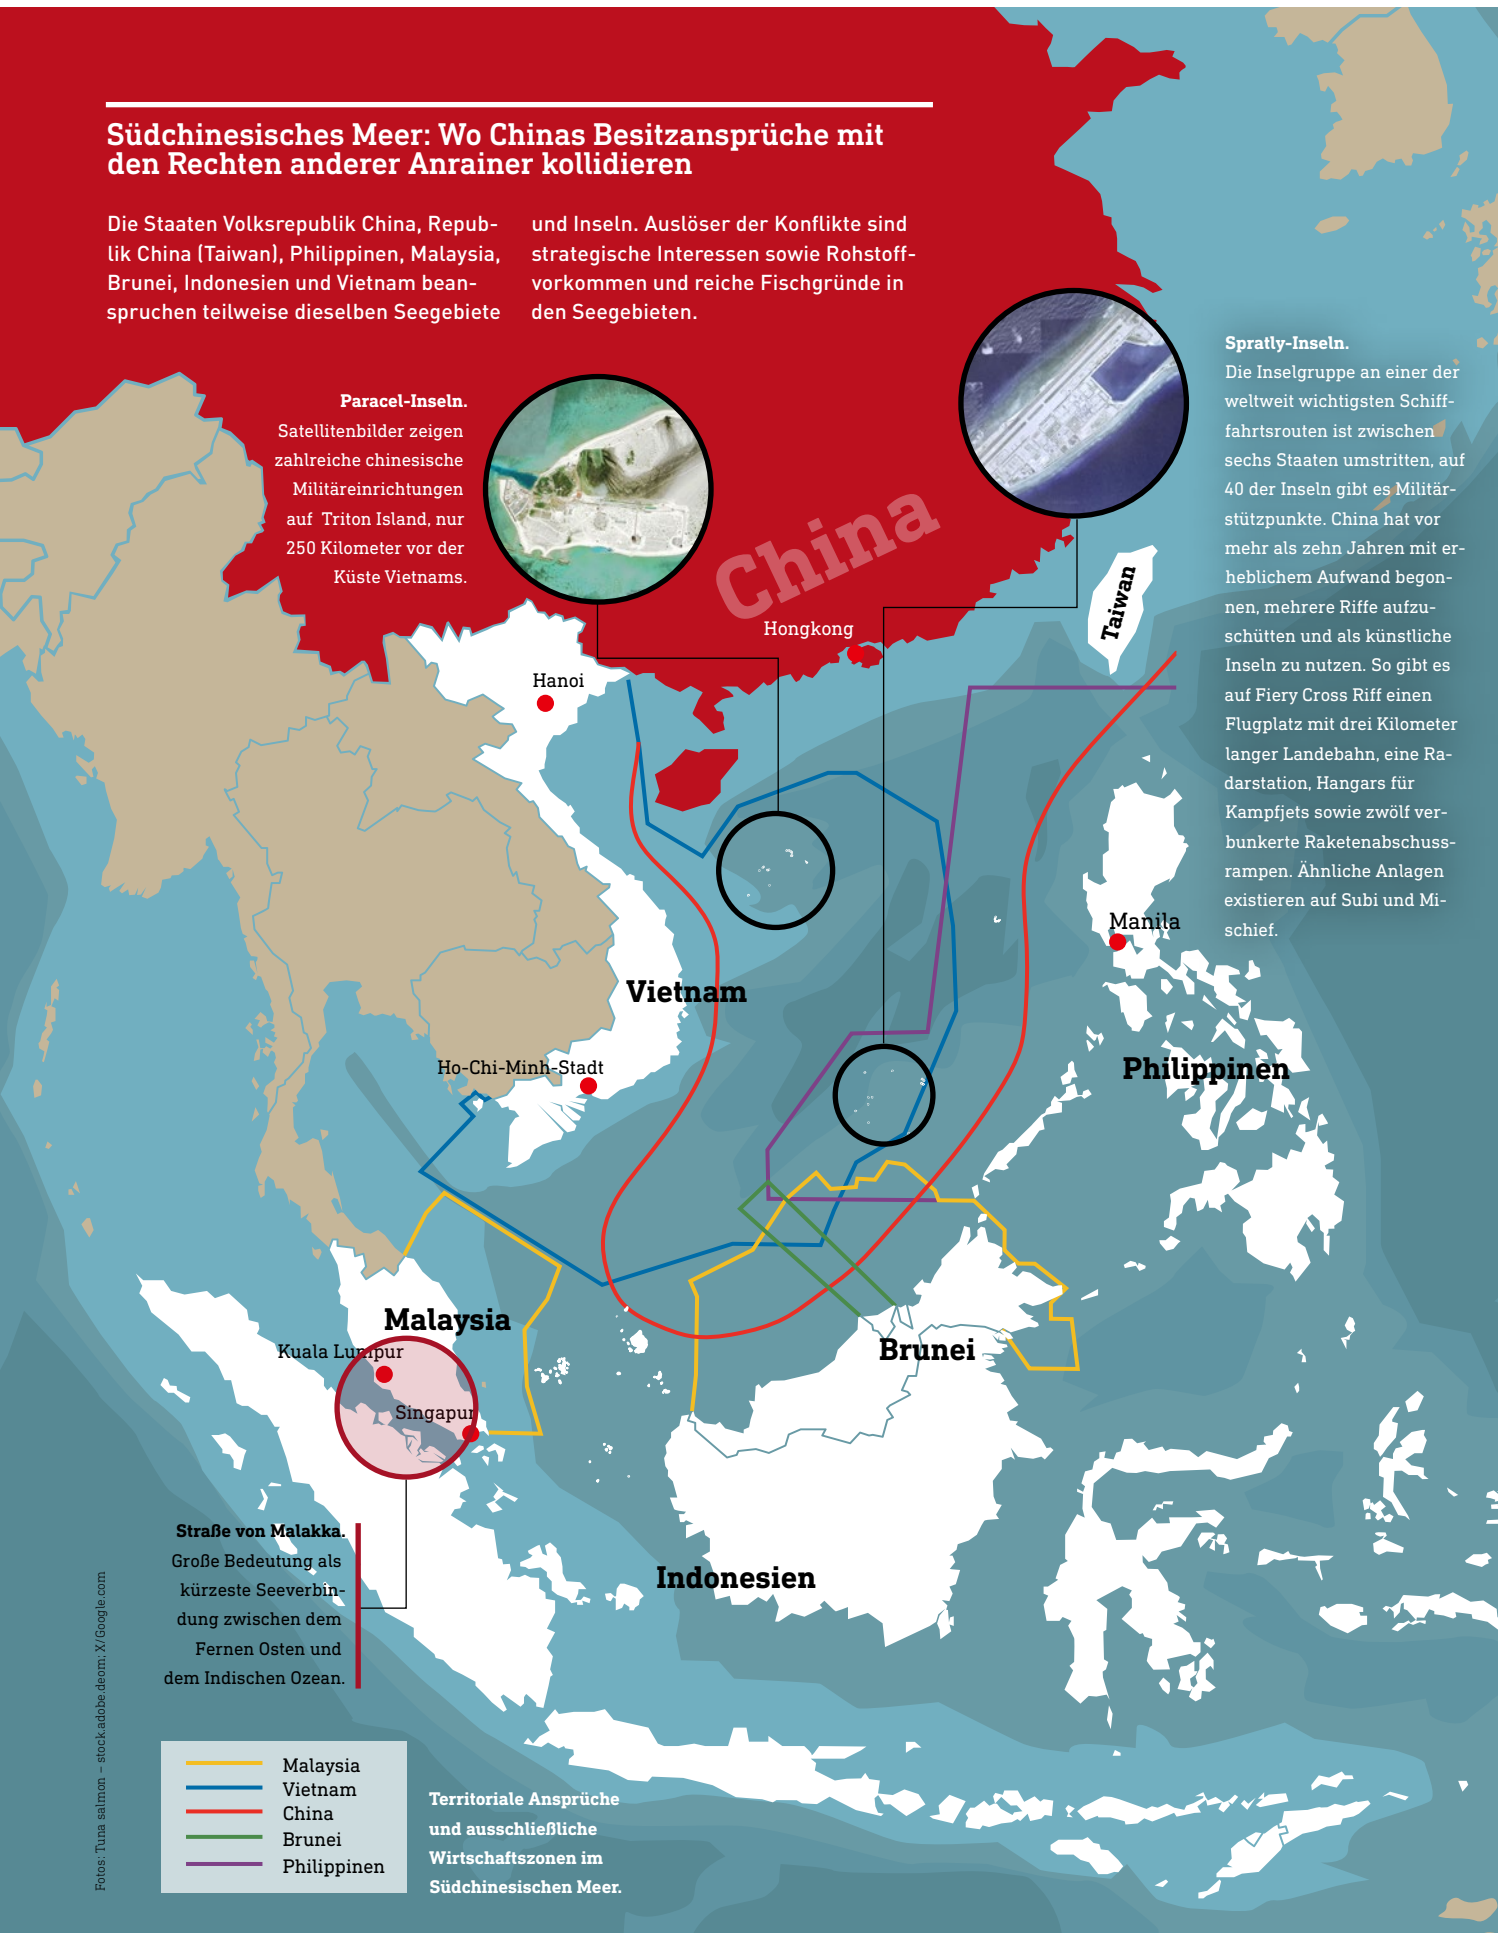 Südchinesisches Meer: Wo Chinas Besitzansprüche mit
den Rechten anderer Anrainer kollidieren
Die Staaten Volksrepublik China, Repub-
lik China (Taiwan), Philippinen, Malaysia,
Brunei, Indonesien und Vietnam bean-
spruchen teilweise dieselben Seegebiete
und Inseln. Auslöser der Konflikte sind
strategische Interessen sowie Rohstoff-
vorkommen und reiche Fischgründe in
den Seegebieten.
Paracel-Inseln.
Satellitenbilder zeigen
zahlreiche chinesische
Militäreinrichtungen
auf Triton Island, nur
250 Kilometer vor der
Küste Vietnams.
Spratly-Inseln.
Die Inselgruppe an einer der
weltweit wichtigsten Schiff-
fahrtsrouten ist zwischen
sechs Staaten umstritten, auf
40 der Inseln gibt es Militär-
stützpunkte. China hat vor
mehr als zehn Jahren mit er-
heblichem Aufwand begon-
nen, mehrere Riffe aufzu-
schütten und als künstliche
Inseln zu nutzen. So gibt es
auf Fiery Cross Riff einen
Flugplatz mit drei Kilometer
langer Landebahn, eine Ra-
darstation, Hangars für
Kampfjets sowie zwölf ver-
bunkerte Raketenabschuss-
rampen. Ähnliche Anlagen
existieren auf Subi und Mi-
schief.
China
Hongkong
Taiwan
Hanoi
Manila
Vietnam
Ho-Chi-Minh-Stadt
Philippinen
Malaysia
Kuala Lumpur
Brunei
Singapur
Straße von Malakka.
Große Bedeutung als
kürzeste Seeverbin-
dung zwischen dem
Fernen Osten und
dem Indischen Ozean.
Indonesien
Malaysia
Vietnam
China
Brunei
Philippinen
Territoriale Ansprüche
und ausschließliche
Wirtschaftszonen im
Südchinesischen Meer.
Fotos: Tuna salmon – stock.adobe.deom; X/Google.com